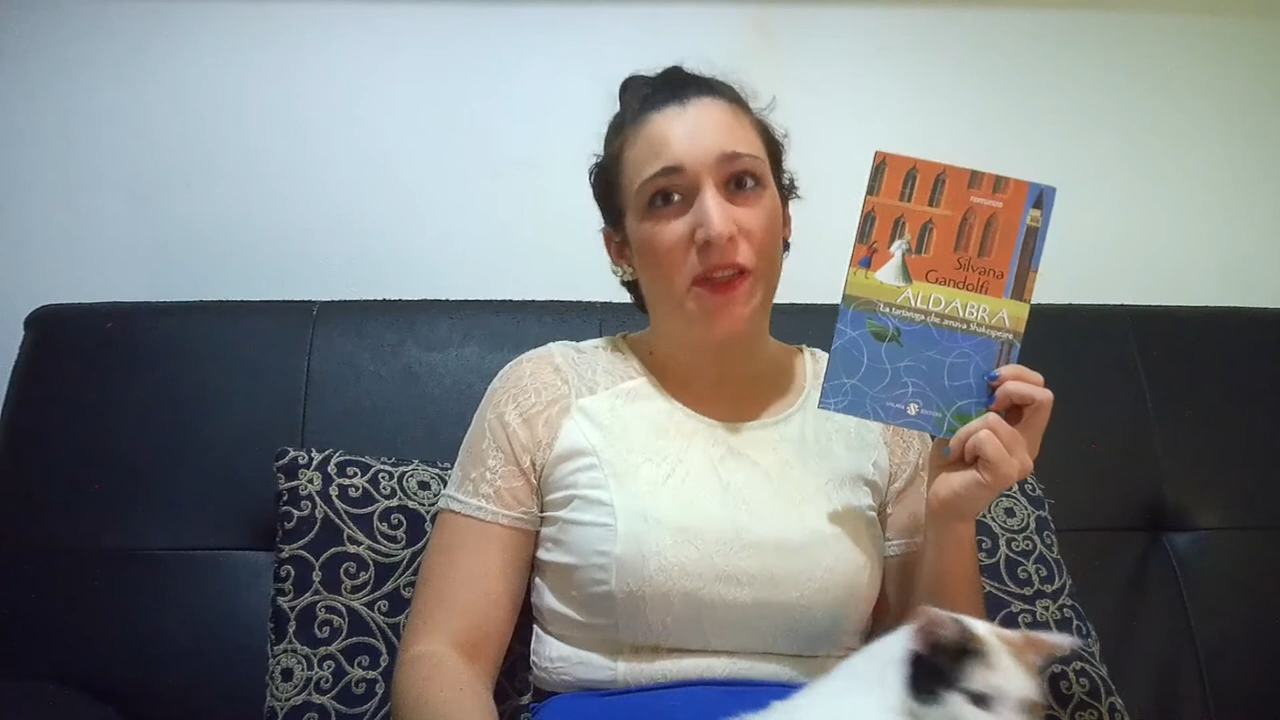 romanzo
Silvana
Gandolfi
ALDABRA
La tartaruga che amava Shakespeare
SALANI EDITORE